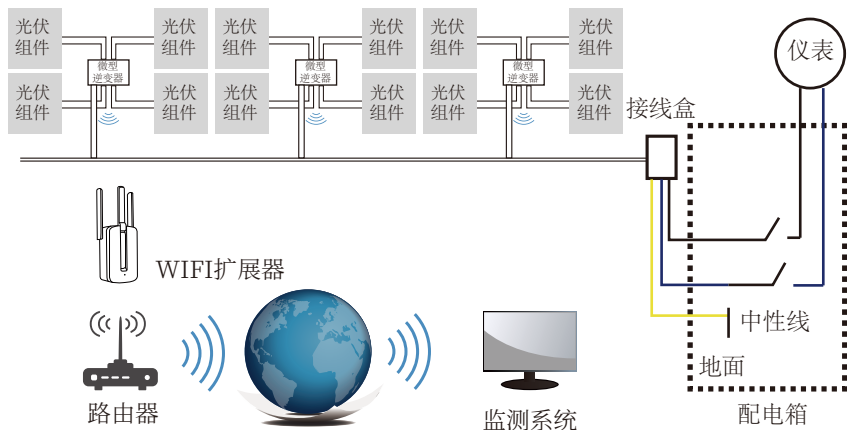 光伏
组件
光伏
组件
光伏
组件
光伏
组件
光伏
组件
光伏
组件
微型
逆变器
微型
逆变器
微型
逆变器
光伏
组件
光伏
组件
光伏
组件
光伏
组件
光伏
组件
光伏
组件
仪表
接线盒
WIFI扩展器
中性线
地面
路由器
监测系统
配电箱